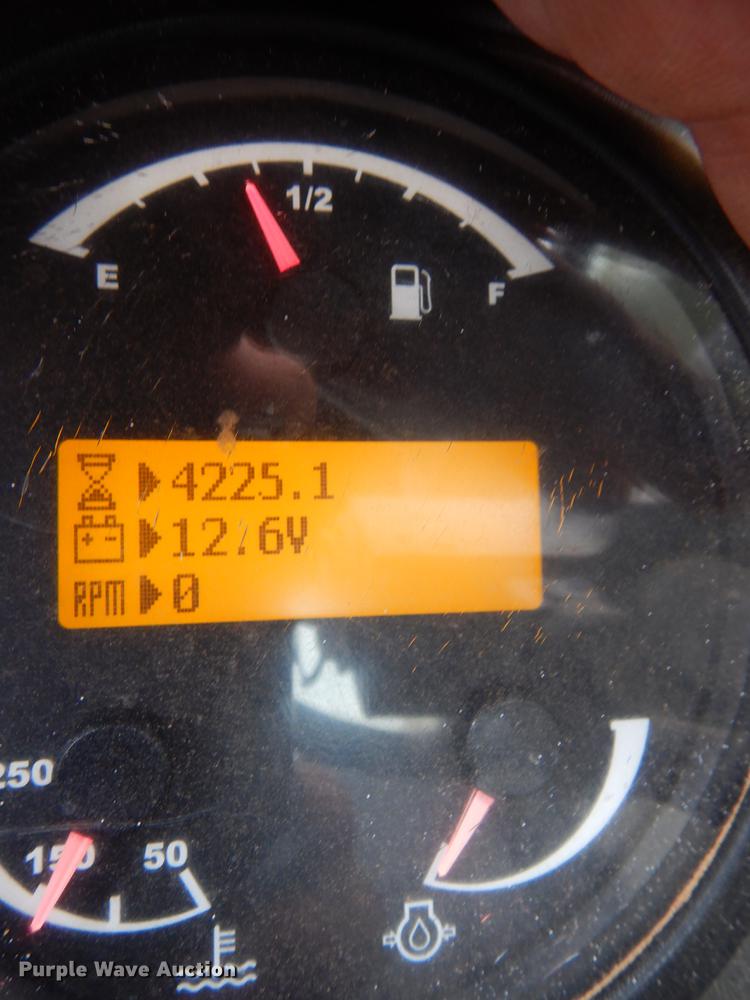 1/2
E
F
4225.1
12.6V
RPM 0
250
150 50
Purple Wave Auction